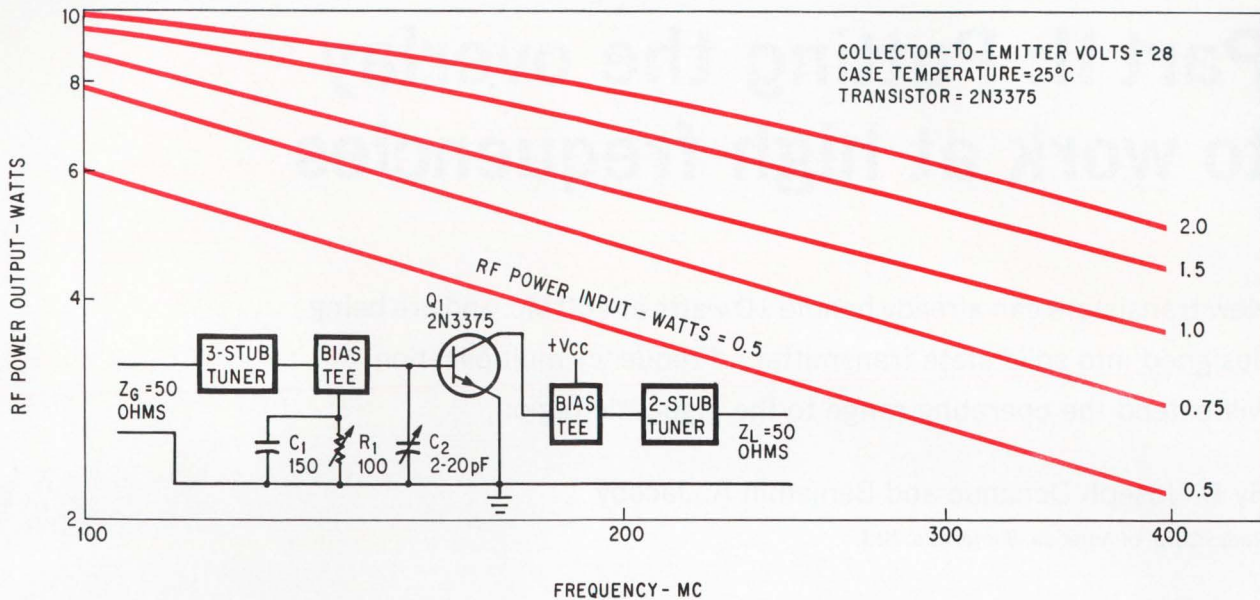 10
8
6
4
2
RF POWER OUTPUT-WATTS
COLLECTOR-TO-EMITTER VOLTS = 28
CASE TEMPERATURE=25°C
TRANSISTOR = 2N3375
2.0
1.5
1.0
0.75
0.5
RF POWER INPUT-WATTS = 0.5
Q1
2N3375
3-STUB
TUNER
BIAS
TEE
ZG=50
OHMS
C1
150
R1
100
C2
2-20pF
+VCC
BIAS
TEE
2-STUB
TUNER
ZL=50
OHMS
100
200
300
400
FREQUENCY-MC